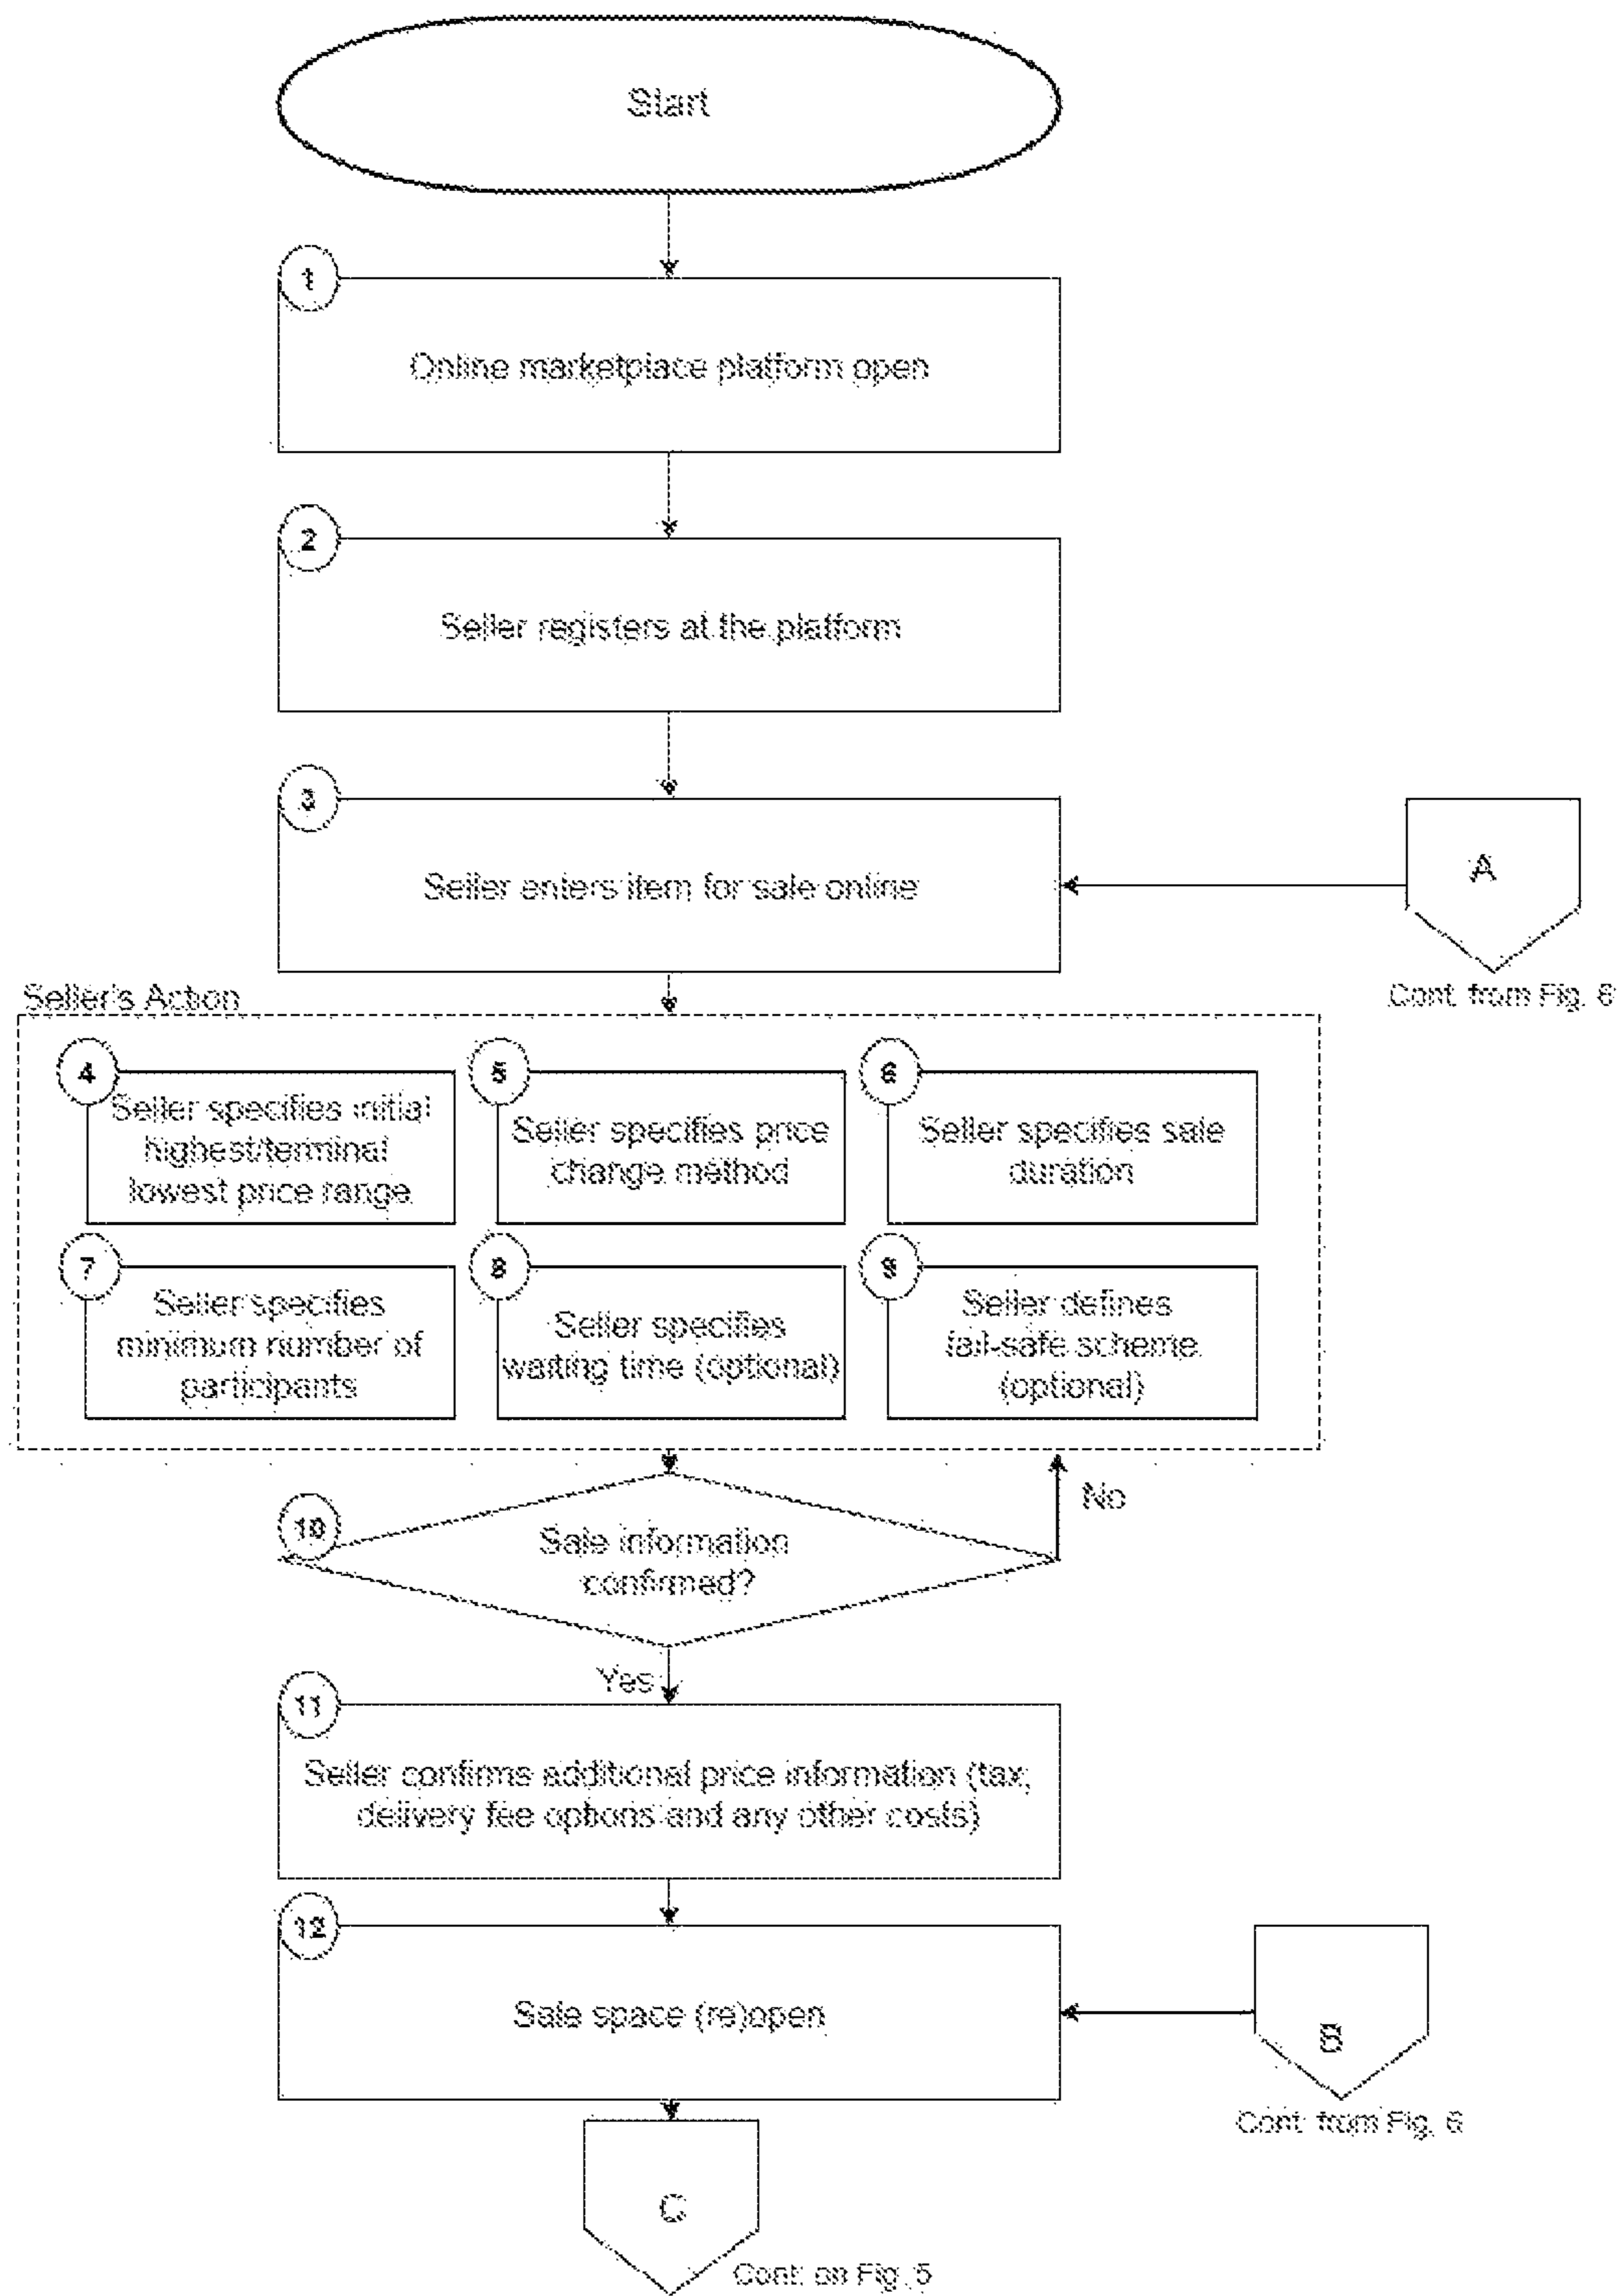 Start
1
Online marketplace platform open
2
Seller registers at the platform
3
Seller enters item for sale online
A
Cont. from Fig. 6
Seller's Action
4
Seller specifies initial
highest/terminal
lowest price range
5
Seller specifies price
change method
6
Seller specifies sale
duration
7
Seller specifies
minimum number of
participants
8
Seller specifies
waiting time (optional)
9
Seller defines
fail-safe scheme
(optional)
10
Sale information
confirmed?
No
Yes
11
Seller confirms additional price information (tax,
delivery fee options and any other costs)
12
Sale space (re)open
B
Cont. from Fig. 6
C
Cont. on Fig. 5